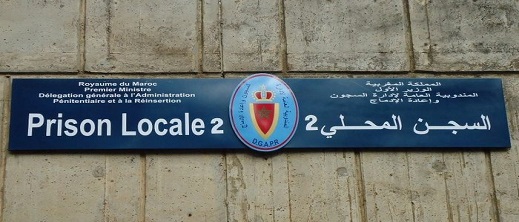 Royaume du Maroc
Premier Ministre
Délégation générale à l'Administration
Pénitentiaire et à la Réinsertion
Prison Locale 2
D.G.A.P.R
المملكة المغربية
الوزير الأول
المندوبية العامة لإدارة السجون
وإعادة الإدماج
السجن المحلي 2